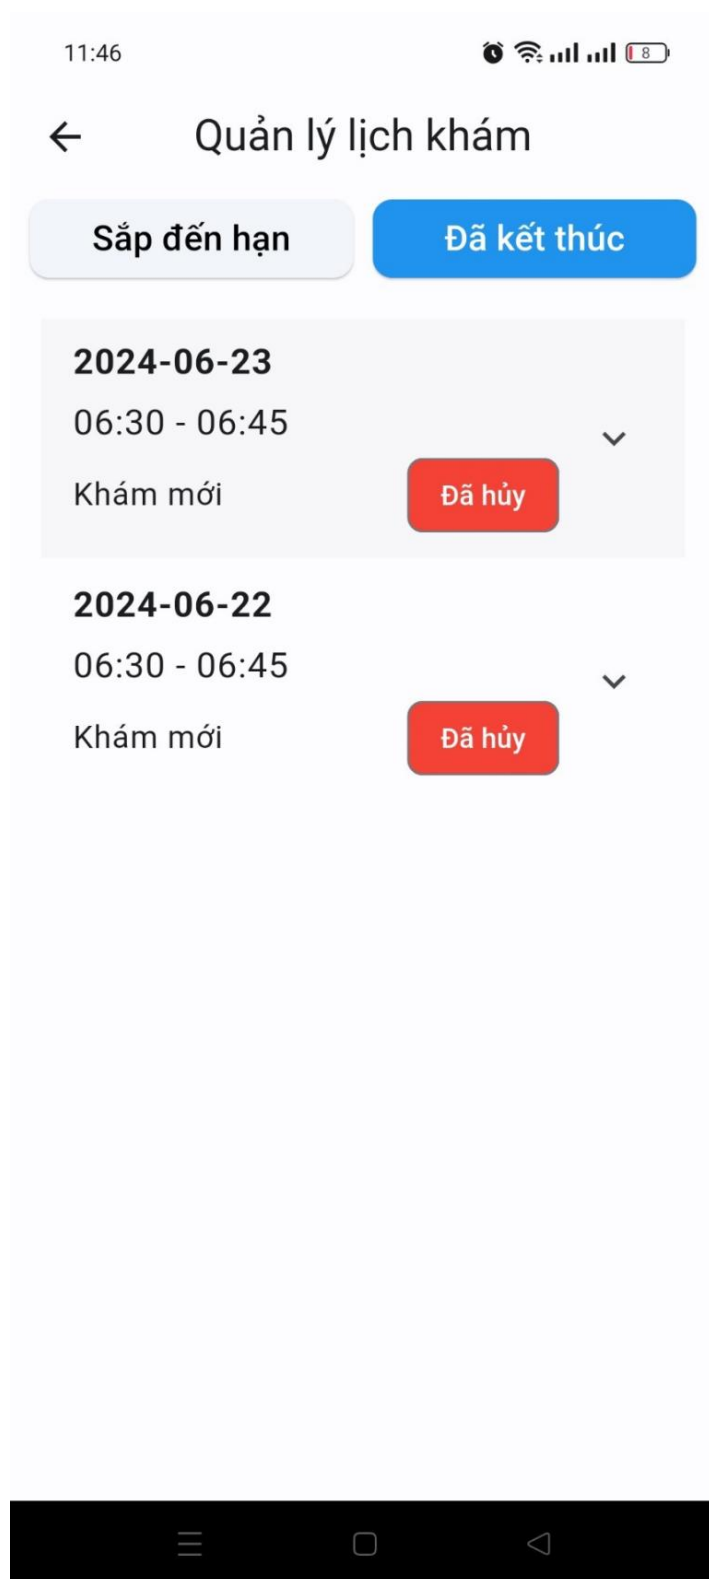 11:46
8
Quản lý lịch khám
Sắp đến hạn
Đã kết thúc
2024-06-23
06:30 - 06:45
Khám mới
Đã hủy
2024-06-22
06:30 - 06:45
Khám mới
Đã hủy